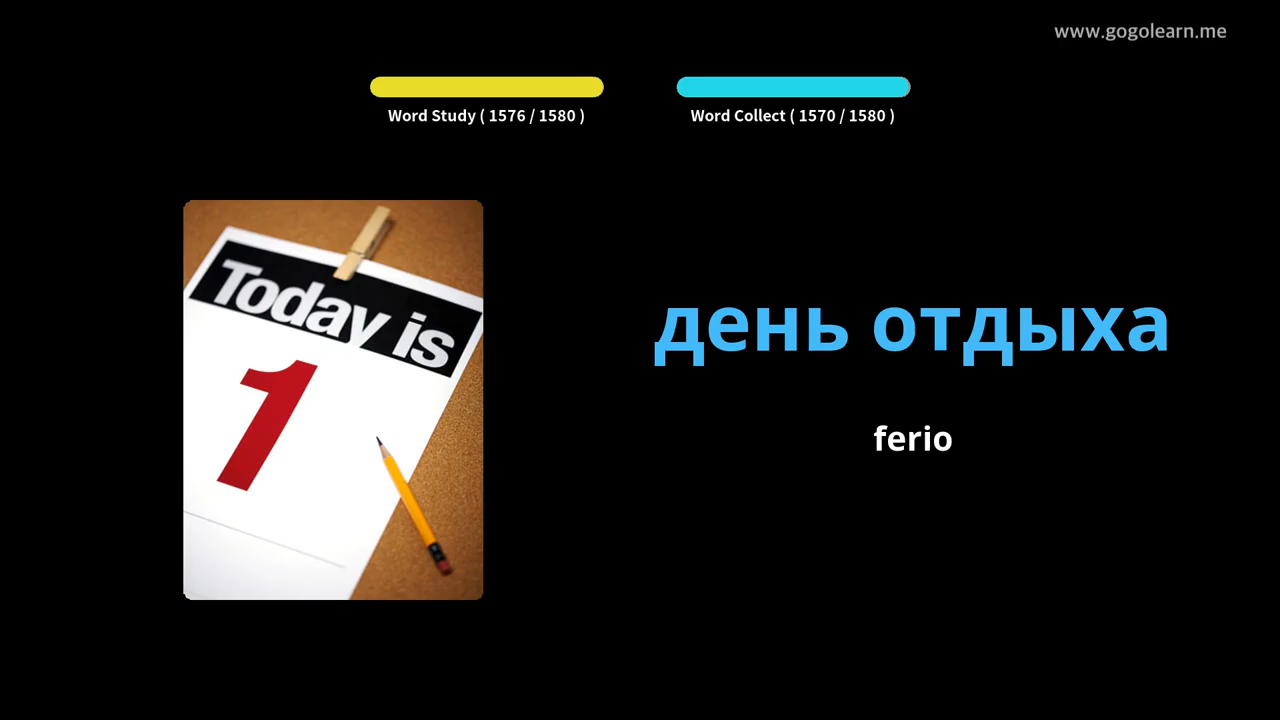 www.gogolearn.me
Word Study ( 1576 / 1580 )
Word Collect ( 1570 / 1580 )
Today is
1
день отдыха
ferio